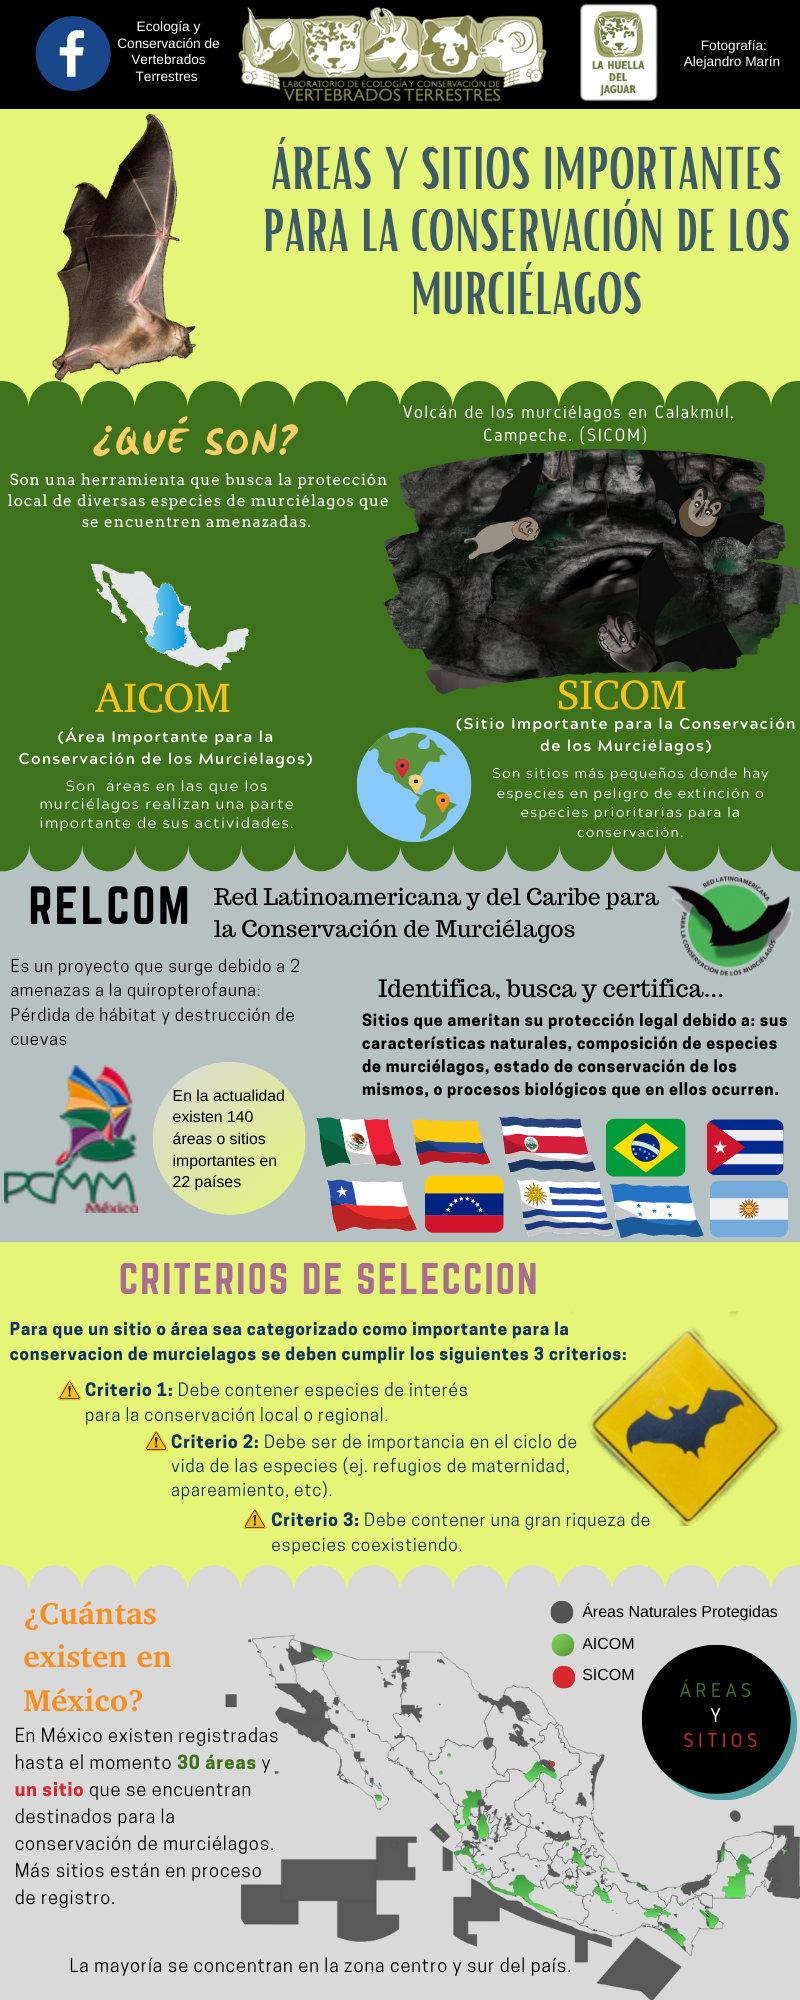 Ecología y
Conservación de
Vertebrados
Terrestres
LABORATORIO DE ECOLOGÍA Y CONSERVACIÓN DE
VERTEBRADOS TERRESTRES
LA HUELLA
DEL
JAGUAR
Fotografía:
Alejandro Marín
ÁREAS Y SITIOS IMPORTANTES
PARA LA CONSERVACIÓN DE LOS
MURCIÉLAGOS
¿QUÉ SON?
Son una herramienta que busca la protección
local de diversas especies de murciélagos que
se encuentren amenazadas.
Volcán de los murciélagos en Calakmul,
Campeche. (SICOM)
AICOM
(Área Importante para la
Conservación de los Murciélagos)
Son áreas en las que los
murciélagos realizan una parte
importante de sus actividades.
SICOM
(Sitio Importante para la Conservación
de los Murciélagos)
Son sitios más pequeños donde hay
especies en peligro de extinción o
especies prioritarias para la
conservación.
RELCOM
Red Latinoamericana y del Caribe para
la Conservación de Murciélagos
RED LATINOAMERICANA
PARA LA CONSERVACIÓN DE LOS MURCIÉLAGOS
Es un proyecto que surge debido a 2
amenazas a la quiropterofauna:
Pérdida de hábitat y destrucción de
cuevas
Identifica, busca y certifica...
Sitios que ameritan su protección legal debido a: sus
características naturales, composición de especies
de murciélagos, estado de conservación de los
mismos, o procesos biológicos que en ellos ocurren.
PCMM
México
En la actualidad
existen 140
áreas o sitios
importantes en
22 países
CRITERIOS DE SELECCION
Para que un sitio o área sea categorizado como importante para la
conservacion de murcielagos se deben cumplir los siguientes 3 criterios:
Criterio 1: Debe contener especies de interés
para la conservación local o regional.
Criterio 2: Debe ser de importancia en el ciclo de
vida de las especies (ej. refugios de maternidad,
apareamiento, etc).
Criterio 3: Debe contener una gran riqueza de
especies coexistiendo.
¿Cuántas
existen en
México?
En México existen registradas
hasta el momento 30 áreas y
un sitio que se encuentran
destinados para la
conservación de murciélagos.
Más sitios están en proceso
de registro.
Áreas Naturales Protegidas
AICOM
SICOM
ÁREAS
Y
SITIOS
La mayoría se concentran en la zona centro y sur del país.